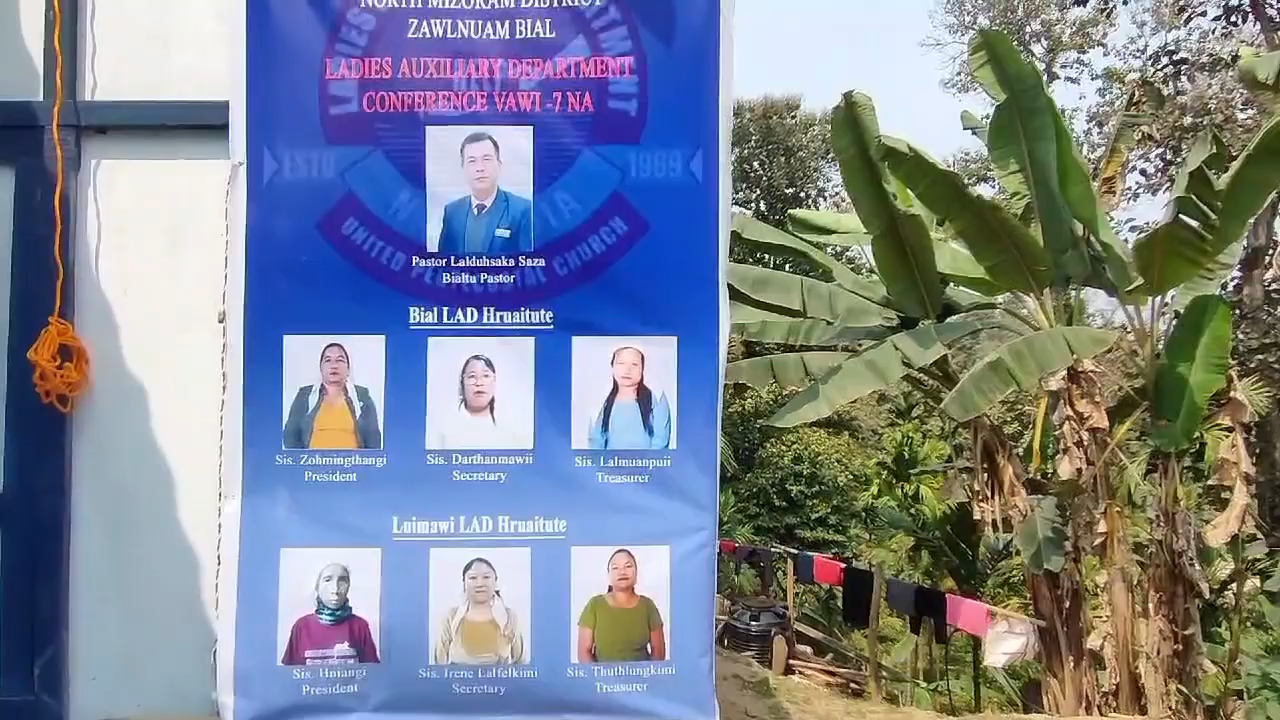 NORTH MIZORAM DISTRICT
ZAWLNUAM BIAL
LADIES AUXILIARY DEPARTMENT
CONFERENCE VAWI -7 NA
LADIES
ESTD
1989
UNITED PENTECOSTAL CHURCH
Pastor Lalduhsaka Saza
Bialtu Pastor
Bial LAD Hruaitute
Sis. Zohmingthangi
President
Sis. Darthanmawii
Secretary
Sis. Lalmuanpuii
Treasurer
Luimawi LAD Hruaitute
Sis. Hniangi
President
Sis. Irene Lalfelkimi
Secretary
Sis. Thuthlungkimi
Treasurer